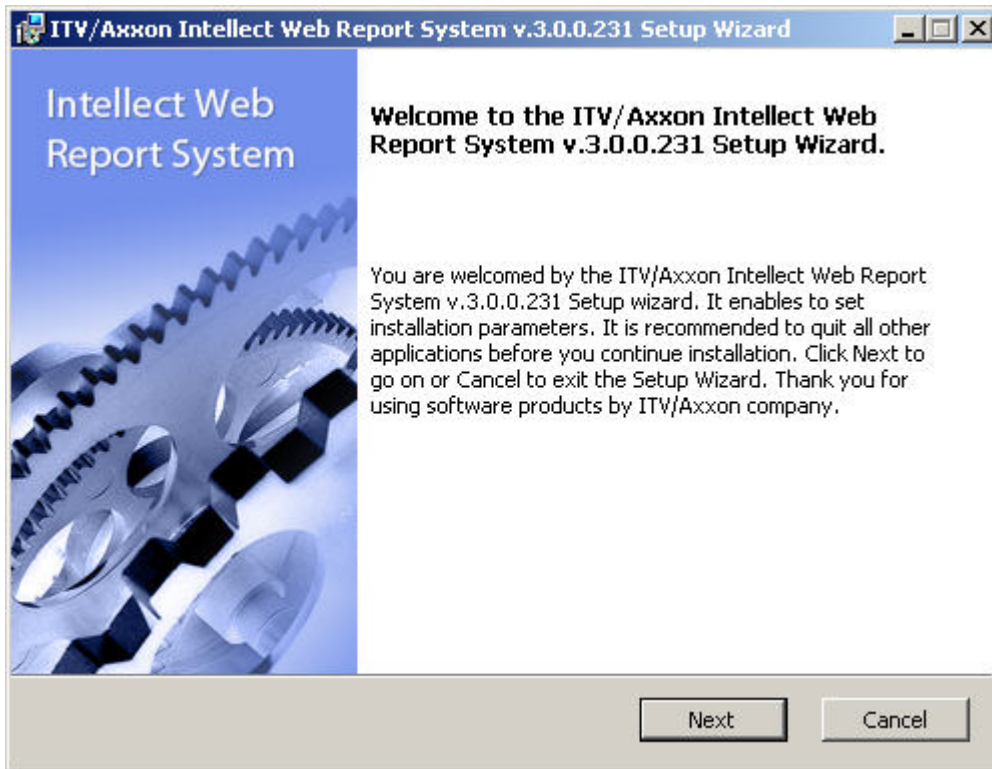 ITV/Axxon Intellect Web Report System v.3.0.0.231 Setup Wizard
Intellect Web
Report System
Welcome to the ITV/Axxon Intellect Web
Report System v.3.0.0.231 Setup Wizard.
You are welcomed by the ITV/Axxon Intellect Web Report
System v.3.0.0.231 Setup wizard. It enables to set
installation parameters. It is recommended to quit all other
applications before you continue installation. Click Next to
go on or Cancel to exit the Setup Wizard. Thank you for
using software products by ITV/Axxon company.
Next
Cancel